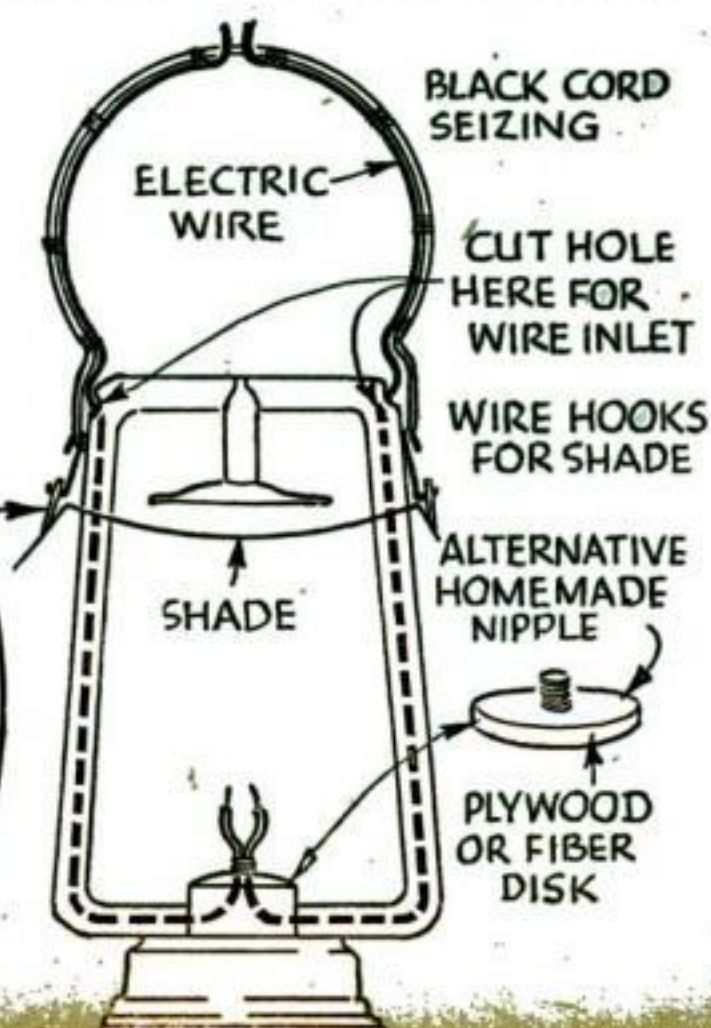 BLACK CORD
SEIZING
ELECTRIC
WIRE
CUT HOLE
HERE FOR
WIRE INLET
WIRE HOOKS
FOR SHADE
SHADE
ALTERNATIVE
HOMEMADE
NIPPLE
PLYWOOD
OR FIBER
DISK